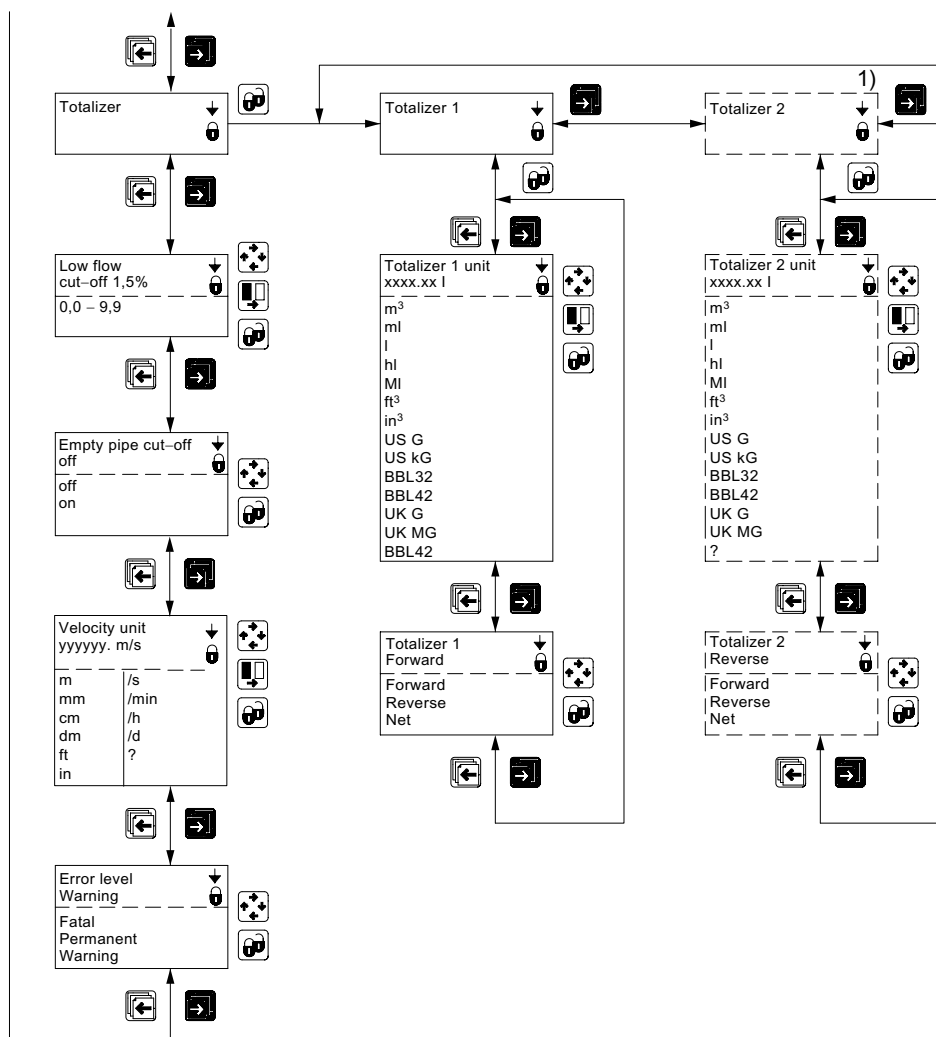 Totalizer
Totalizer 1
1)
Totalizer 2
Low flow
cut–off 1,5%
0,0 – 9,9
Empty pipe cut–off
off
off
on
Velocity unit
yyyyyy. m/s
m /s
mm /min
cm /h
dm /d
ft ?
in
Error level
Warning
Fatal
Permanent
Warning
Totalizer 1 unit
xxxx.xx l
m³
ml
l
hl
Ml
ft³
in³
US G
US kG
BBL32
BBL42
UK G
UK MG
BBL42
Totalizer 1
Forward
Forward
Reverse
Net
Totalizer 2 unit
xxxx.xx l
m³
ml
l
hl
Ml
ft³
in³
US G
US kG
BBL32
BBL42
UK G
UK MG
?
Totalizer 2
Reverse
Forward
Reverse
Net